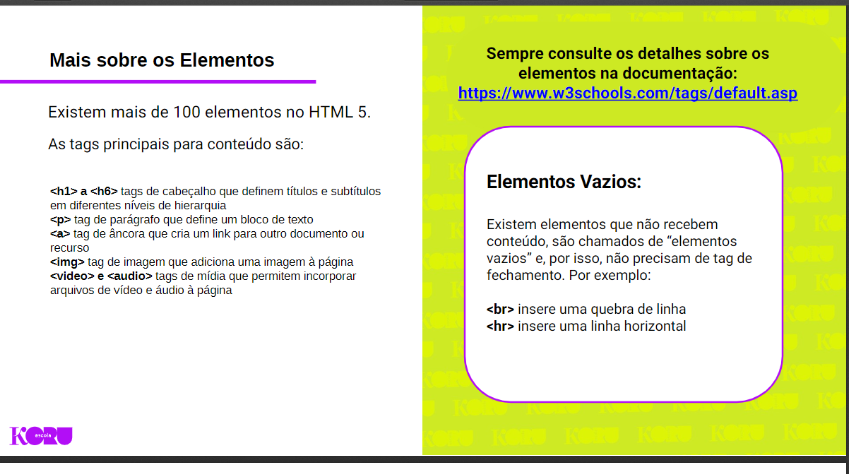 Mais sobre os Elementos
Existem mais de 100 elementos no HTML 5.
As tags principais para conteúdo são:
<h1> a <h6> tags de cabeçalho que definem títulos e subtítulos
em diferentes níveis de hierarquia
<p> tag de parágrafo que define um bloco de texto
<a> tag de âncora que cria um link para outro documento ou
recurso
<img> tag de imagem que adiciona uma imagem à página
<video> e <audio> tags de mídia que permitem incorporar
arquivos de vídeo e áudio à página
escola
KORU
Sempre consulte os detalhes sobre os
elementos na documentação:
https://www.w3schools.com/tags/default.asp
Elementos Vazios:
Existem elementos que não recebem
conteúdo, são chamados de “elementos
vazios” e, por isso, não precisam de tag de
fechamento. Por exemplo:
<br> insere uma quebra de linha
<hr> insere uma linha horizontal